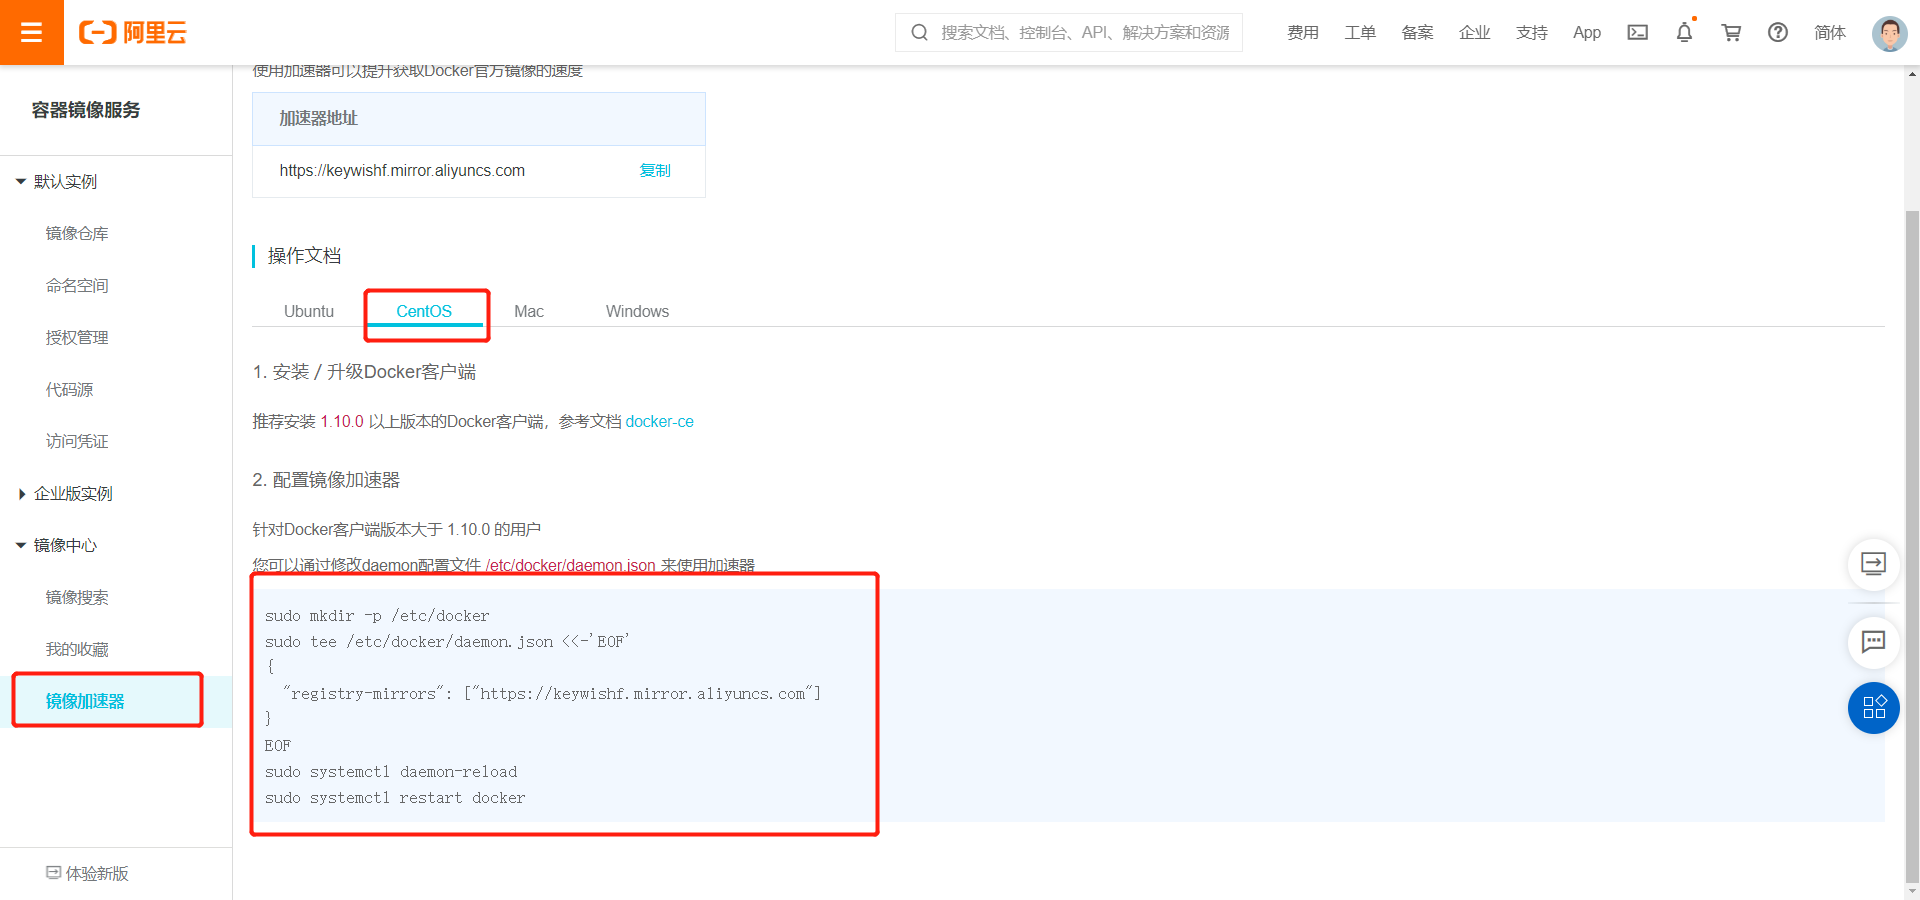 阿里云
搜索文档、控制台、API、解决方案和资源
费用
工单
备案
企业
支持
App
简体
容器镜像服务
默认实例
镜像仓库
命名空间
授权管理
代码源
访问凭证
企业版实例
镜像中心
镜像搜索
我的收藏
镜像加速器
体验新版
使用加速器可以提升获取Docker官方镜像的速度
加速器地址
https://keywishf.mirror.aliyuncs.com 复制
操作文档
Ubuntu CentOS Mac Windows
1. 安装 / 升级Docker客户端
推荐安装 1.10.0 以上版本的Docker客户端，参考文档 docker-ce
2. 配置镜像加速器
针对Docker客户端版本大于 1.10.0 的用户
您可以通过修改daemon配置文件 /etc/docker/daemon.json 来使用加速器
sudo mkdir -p /etc/docker
sudo tee /etc/docker/daemon.json <<-'EOF'
{
  "registry-mirrors": ["https://keywishf.mirror.aliyuncs.com"]
}
EOF
sudo systemctl daemon-reload
sudo systemctl restart docker